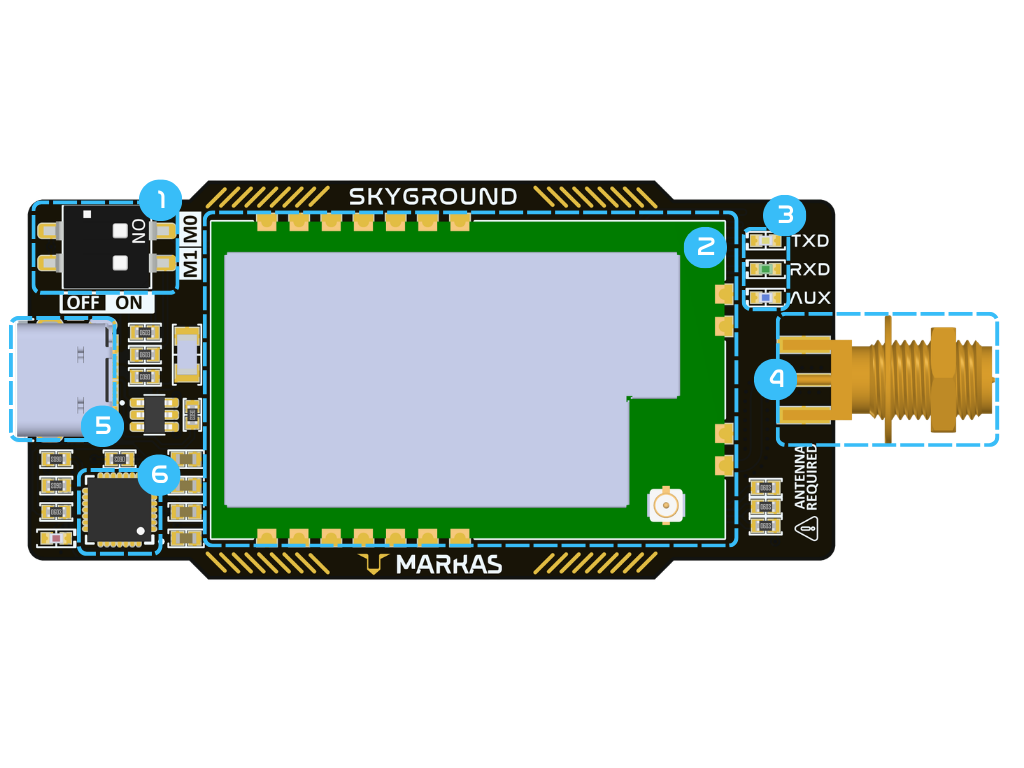 SKYGROUND
1
ON
M0
M1
OFF ON
2
3
TXD
RXD
AUX
4
5
6
ANTENNA
REQUIRED
MARKAS